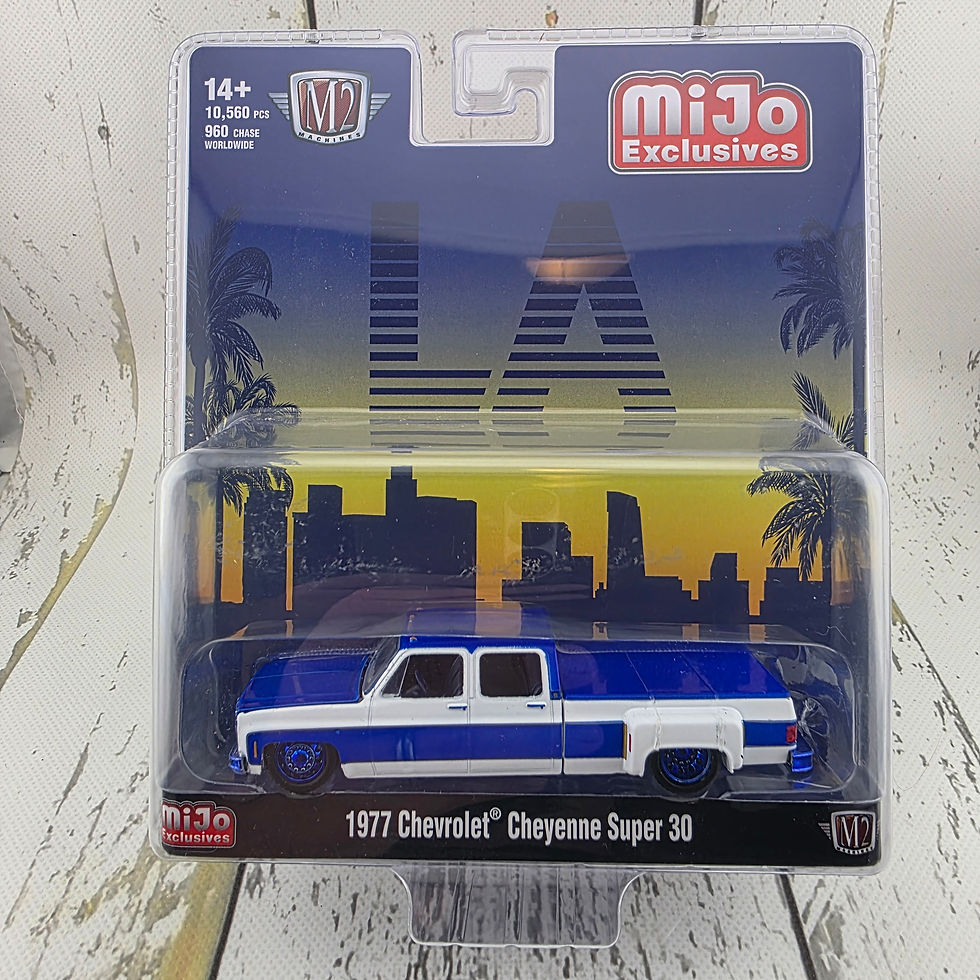 14+
10,560 PCS
960 CHASE
WORLDWIDE
M2
MACHINES
MiJo
Exclusives
LA
MiJo
Exclusives
1977 Chevrolet® Cheyenne Super 30
M2
MACHINES